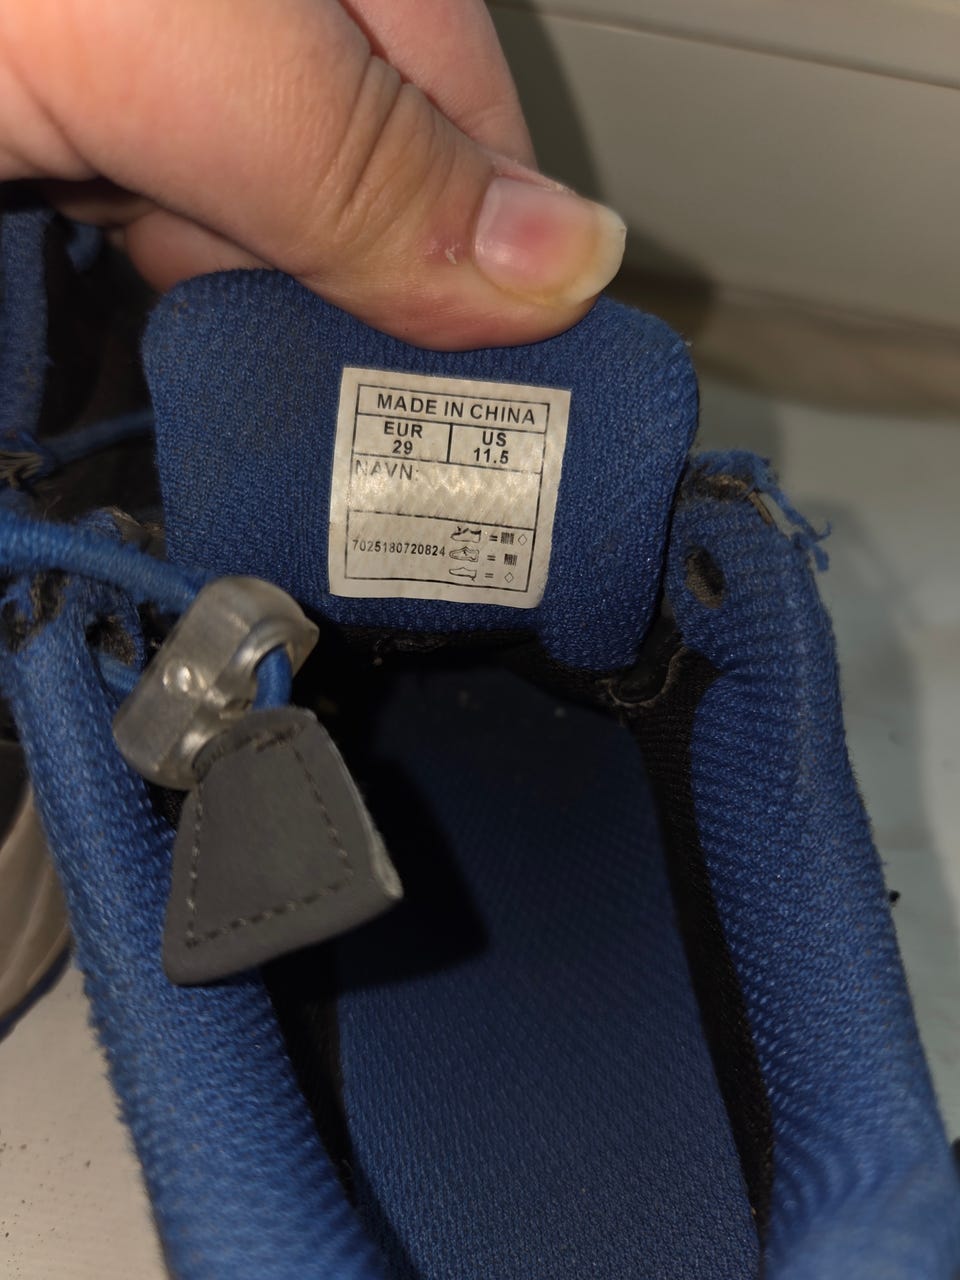 MADE IN CHINA
EUR US
29 11.5
NAVN:
7025180720824